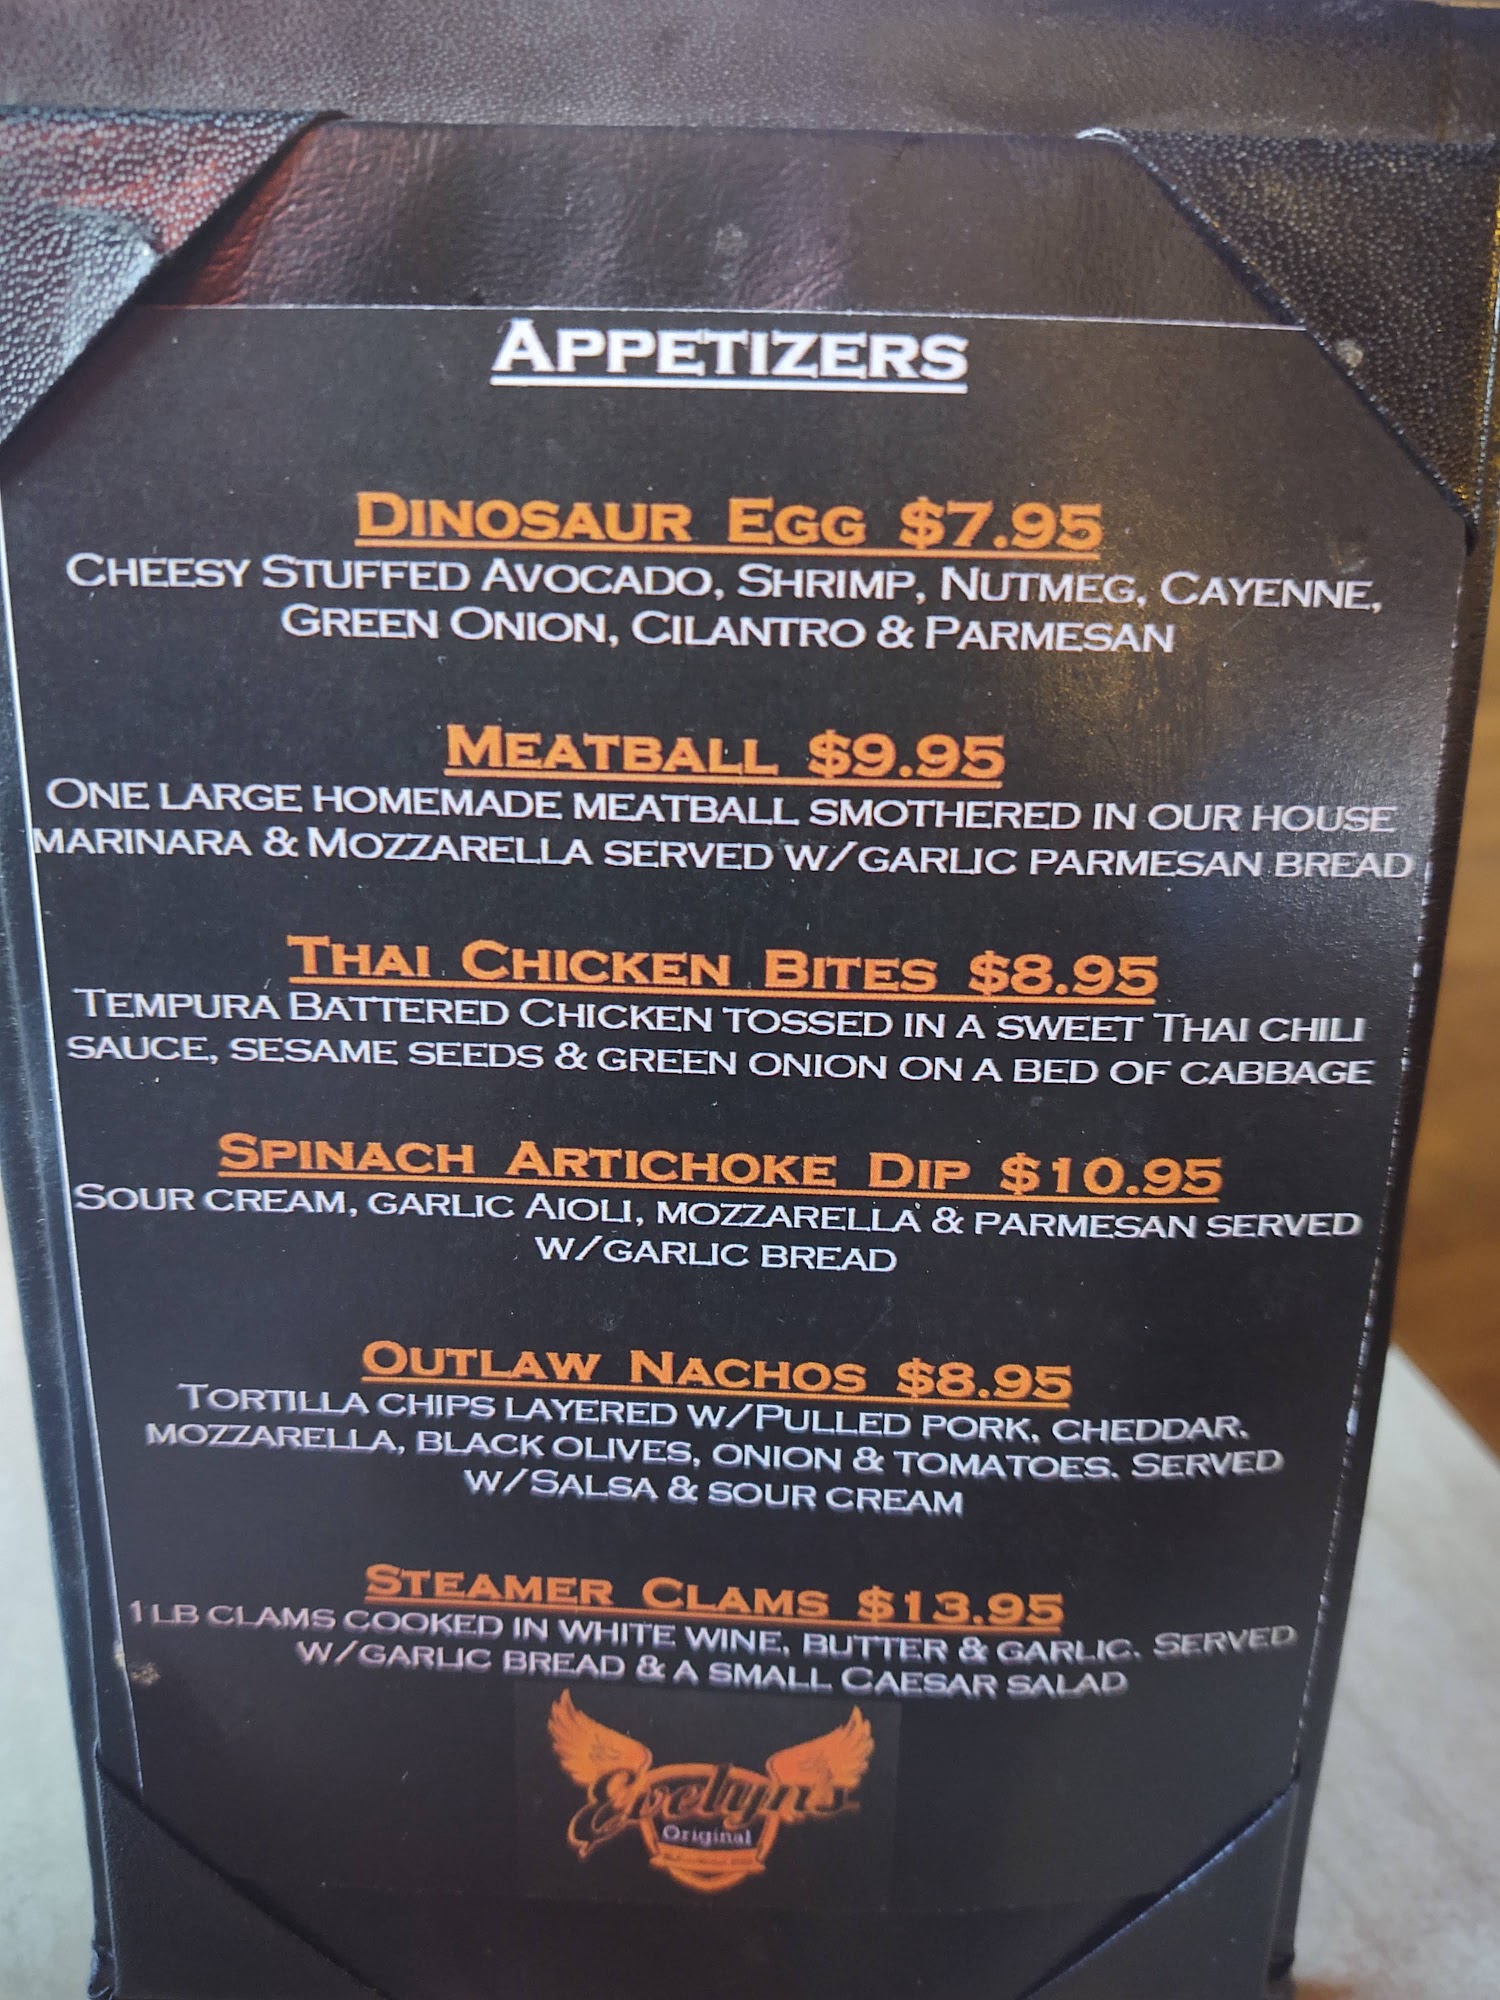 APPETIZERS
DINOSAUR EGG $7.95
CHEESY STUFFED AVOCADO, SHRIMP, NUTMEG, CAYENNE,
GREEN ONION, CILANTRO & PARMESAN
MEATBALL $9.95
ONE LARGE HOMEMADE MEATBALL SMOTHERED IN OUR HOUSE
MARINARA & MOZZARELLA SERVED W/GARLIC PARMESAN BREAD
THAI CHICKEN BITES $8.95
TEMPURA BATTERED CHICKEN TOSSED IN A SWEET THAI CHILI
SAUCE, SESAME SEEDS & GREEN ONION ON A BED OF CABBAGE
SPINACH ARTICHOKE DIP $10.95
SOUR CREAM, GARLIC AIOLI, MOZZARELLA & PARMESAN SERVED
W/GARLIC BREAD
OUTLAW NACHOS $8.95
TORTILLA CHIPS LAYERED W/PULLED PORK, CHEDDAR,
MOZZARELLA, BLACK OLIVES, ONION & TOMATOES. SERVED
W/SALSA & SOUR CREAM
STEAMER CLAMS $13.95
1 LB CLAMS COOKED IN WHITE WINE, BUTTER & GARLIC. SERVED
W/GARLIC BREAD & A SMALL CAESAR SALAD
Evelyn's
Original